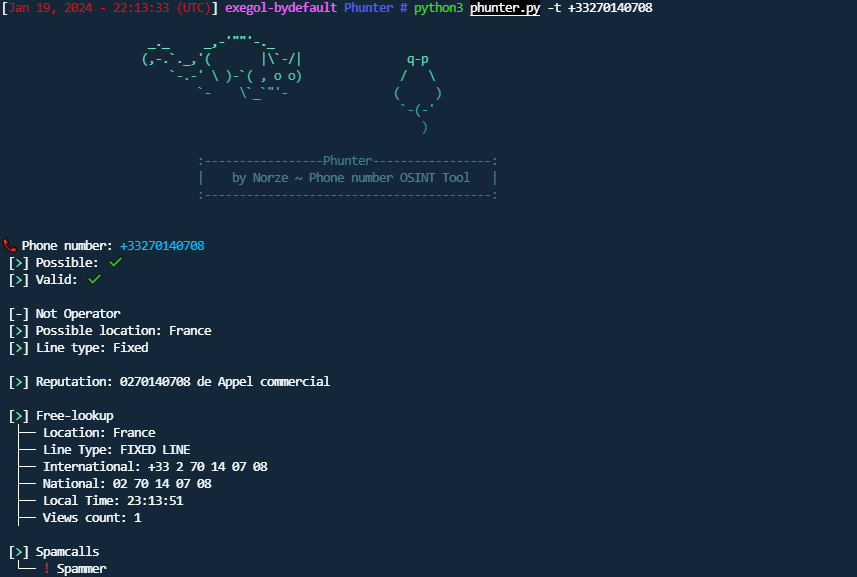 [Jan 19, 2024 - 22:13:33 (UTC)] exegol-bydefault Phunter # python3 phunter.py -t +33270140708
:-----------------Phunter----------------:
| by Norze ~ Phone number OSINT Tool |
:----------------------------------------:
Phone number: +33270140708
[>] Possible: ✓
[>] Valid: ✓
[-] Not Operator
[>] Possible location: France
[>] Line type: Fixed
[>] Reputation: 0270140708 de Appel commercial
[>] Free-lookup
├── Location: France
├── Line Type: FIXED LINE
├── International: +33 2 70 14 07 08
├── National: 02 70 14 07 08
├── Local Time: 23:13:51
├── Views count: 1
[>] Spamcalls
└── ! Spammer